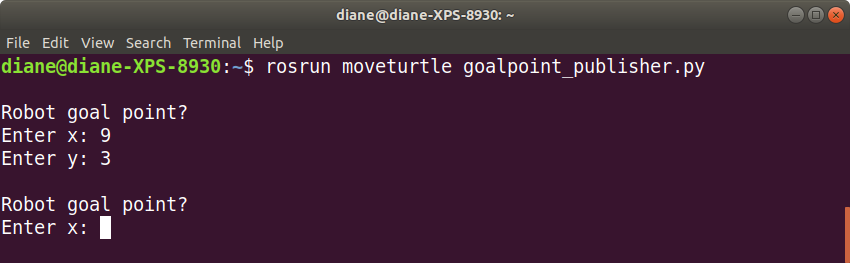 diane@diane-XPS-8930: ~
File Edit View Search Terminal Help
diane@diane-XPS-8930:~$ rosrun moveturtle goalpoint_publisher.py
Robot goal point?
Enter x: 9
Enter y: 3
Robot goal point?
Enter x: